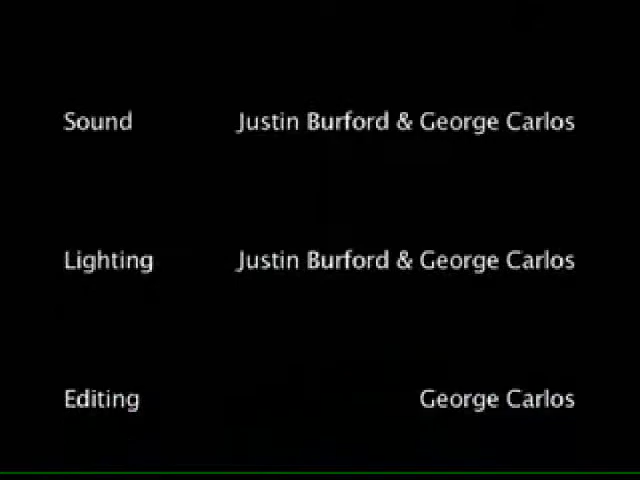 Sound Justin Burford & George Carlos
Lighting Justin Burford & George Carlos
Editing George Carlos